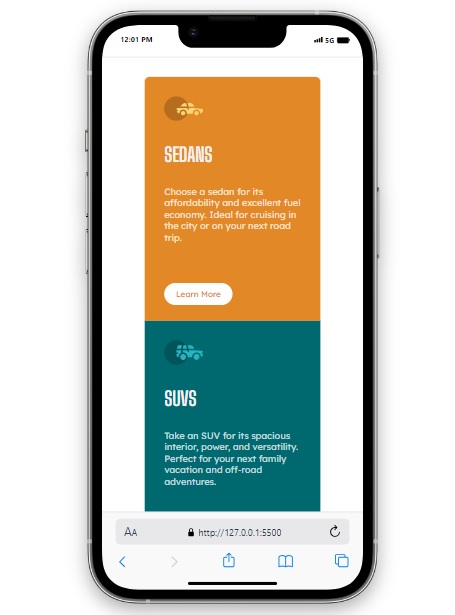 12:01 PM
5G
SEDANS
Choose a sedan for its
affordability and excellent fuel
economy. Ideal for cruising in
the city or on your next road
trip.
Learn More
SUVS
Take an SUV for its spacious
interior, power, and versatility.
Perfect for your next family
vacation and off-road
adventures.
AA
http://127.0.0.1:5500